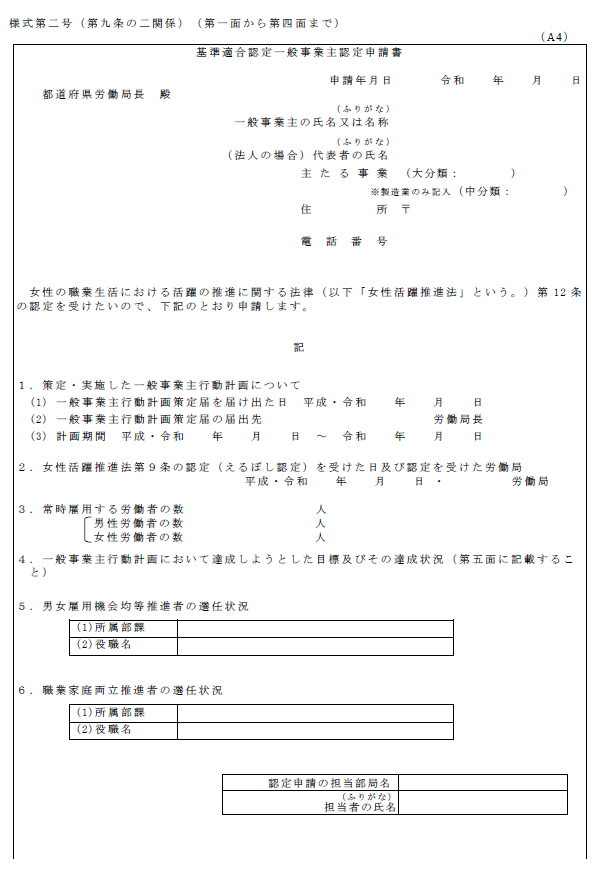 様式第二号（第九条の二関係）（第一面から第四面まで）
（A4）
基準適合認定一般事業主認定申請書
申請年月日　令和　年　月　日
都道府県労働局長　殿
（ふりがな）
一般事業主の氏名又は名称
（ふりがな）
（法人の場合）代表者の氏名
主たる事業　（大分類：　　　）
※製造業のみ記入（中分類：　　　）
住　所　〒
電話番号
女性の職業生活における活躍の推進に関する法律（以下「女性活躍推進法」という。）第12条
の認定を受けたいので、下記のとおり申請します。
記
１．策定・実施した一般事業主行動計画について
(1) 一般事業主行動計画策定届を届け出た日　平成・令和　年　月　日
(2) 一般事業主行動計画策定届の届出先　労働局長
(3) 計画期間　平成・令和　年　月　日　～　令和　年　月　日
２．女性活躍推進法第９条の認定（えるぼし認定）を受けた日及び認定を受けた労働局
平成・令和　年　月　日・　労働局
３．常時雇用する労働者の数　人
男性労働者の数　人
女性労働者の数　人
４．一般事業主行動計画において達成しようとした目標及びその達成状況（第五面に記載するこ
と）
５．男女雇用機会均等推進者の選任状況
(1)所属部課
(2)役職名
６．職業家庭両立推進者の選任状況
(1)所属部課
(2)役職名
認定申請の担当部局名
（ふりがな）
担当者の氏名